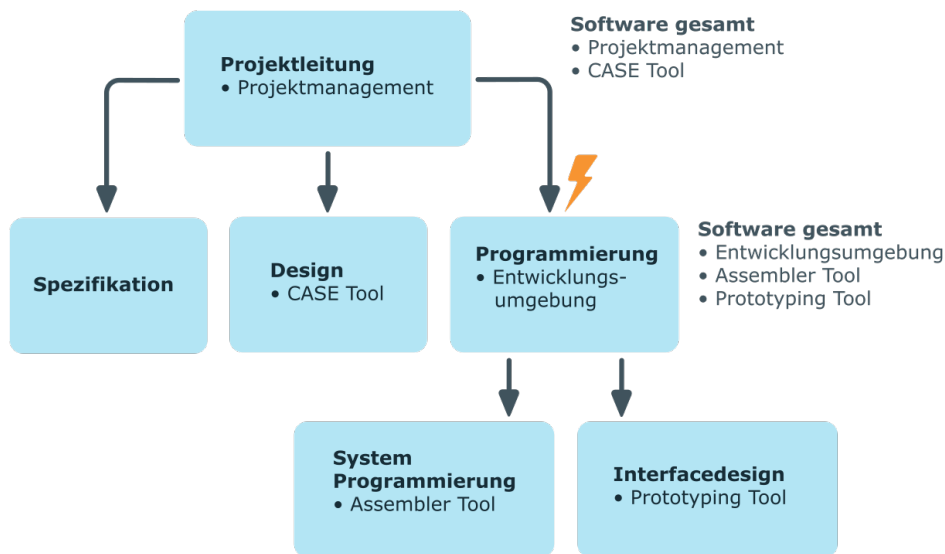 Software gesamt
• Projektmanagement
• CASE Tool
Projektleitung
• Projektmanagement
Spezifikation
Design
• CASE Tool
Programmierung
• Entwicklungs-
umgebung
Software gesamt
• Entwicklungsumgebung
• Assembler Tool
• Prototyping Tool
System
Programmierung
• Assembler Tool
Interfacedesign
• Prototyping Tool